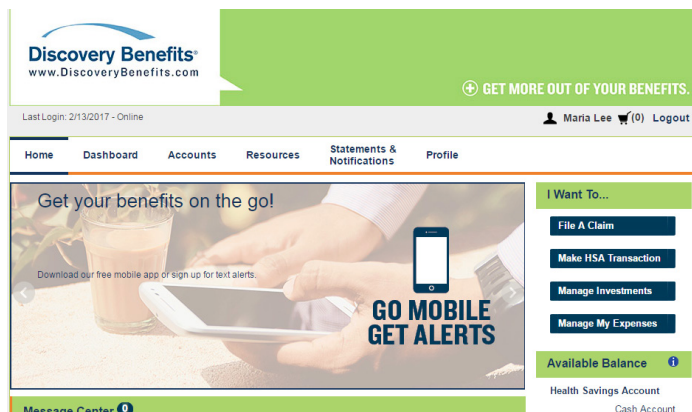 Discovery Benefits®
www.DiscoveryBenefits.com
GET MORE OUT OF YOUR BENEFITS.
Last Login: 2/13/2017 - Online
Maria Lee (0) Logout
Home Dashboard Accounts Resources Statements & Notifications Profile
Get your benefits on the go!
Download our free mobile app or sign up for text alerts.
GO MOBILE
GET ALERTS
I Want To...
File A Claim
Make HSA Transaction
Manage Investments
Manage My Expenses
Available Balance
Health Savings Account
Cash Account
Message Center 0